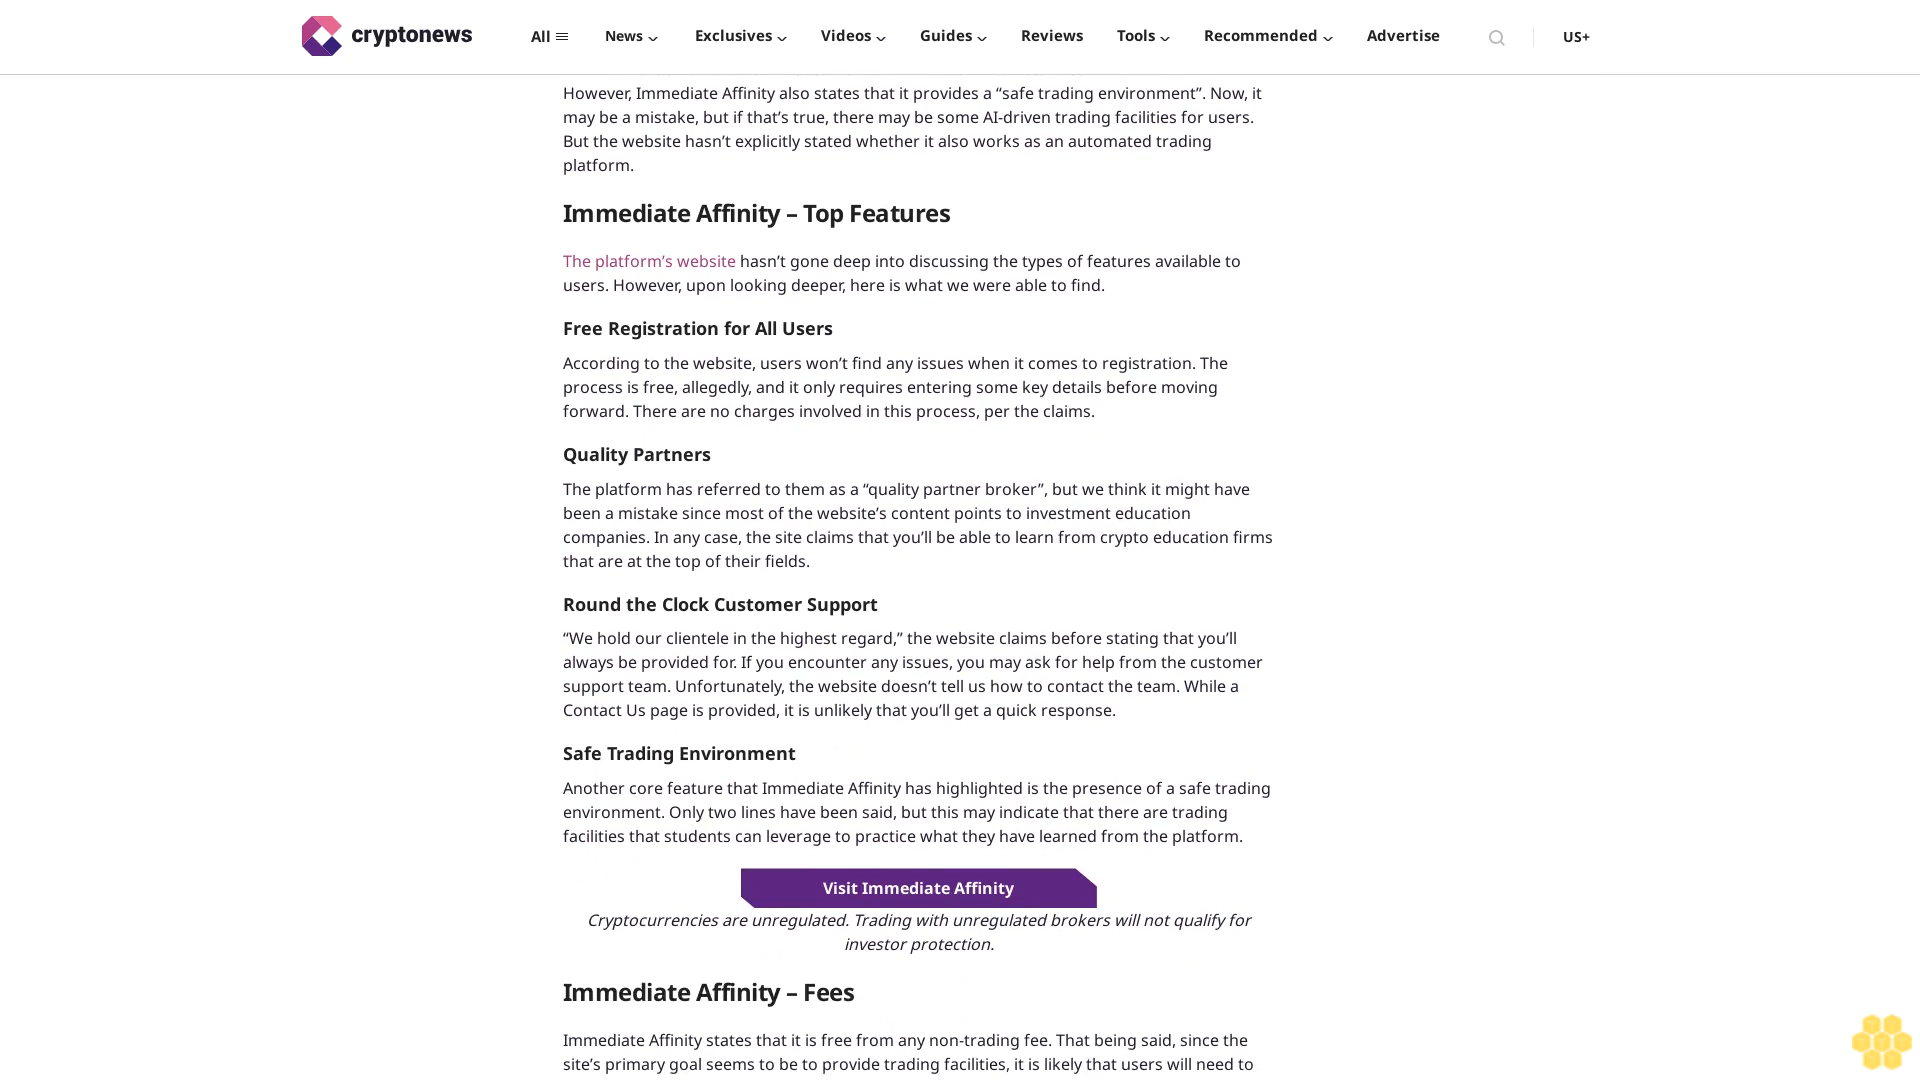 cryptonews
All
News
Exclusives
Videos
Guides
Reviews
Tools
Recommended
Advertise
US+
However, Immediate Affinity also states that it provides a “safe trading environment”. Now, it
may be a mistake, but if that’s true, there may be some AI-driven trading facilities for users.
But the website hasn’t explicitly stated whether it also works as an automated trading
platform.
Immediate Affinity – Top Features
The platform’s website hasn’t gone deep into discussing the types of features available to
users. However, upon looking deeper, here is what we were able to find.
Free Registration for All Users
According to the website, users won’t find any issues when it comes to registration. The
process is free, allegedly, and it only requires entering some key details before moving
forward. There are no charges involved in this process, per the claims.
Quality Partners
The platform has referred to them as a “quality partner broker”, but we think it might have
been a mistake since most of the website’s content points to investment education
companies. In any case, the site claims that you’ll be able to learn from crypto education firms
that are at the top of their fields.
Round the Clock Customer Support
“We hold our clientele in the highest regard,” the website claims before stating that you’ll
always be provided for. If you encounter any issues, you may ask for help from the customer
support team. Unfortunately, the website doesn’t tell us how to contact the team. While a
Contact Us page is provided, it is unlikely that you’ll get a quick response.
Safe Trading Environment
Another core feature that Immediate Affinity has highlighted is the presence of a safe trading
environment. Only two lines have been said, but this may indicate that there are trading
facilities that students can leverage to practice what they have learned from the platform.
Visit Immediate Affinity
Cryptocurrencies are unregulated. Trading with unregulated brokers will not qualify for
investor protection.
Immediate Affinity – Fees
Immediate Affinity states that it is free from any non-trading fee. That being said, since the
site’s primary goal seems to be to provide trading facilities, it is likely that users will need to